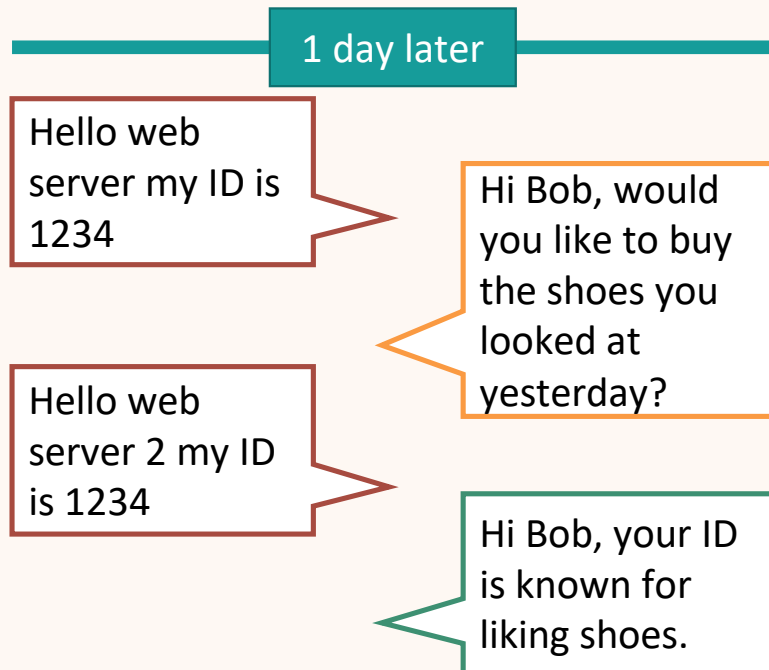 1 day later
Hello web
server my ID is
1234
Hi Bob, would
you like to buy
the shoes you
looked at
yesterday?
Hello web
server 2 my ID
is 1234
Hi Bob, your ID
is known for
liking shoes.